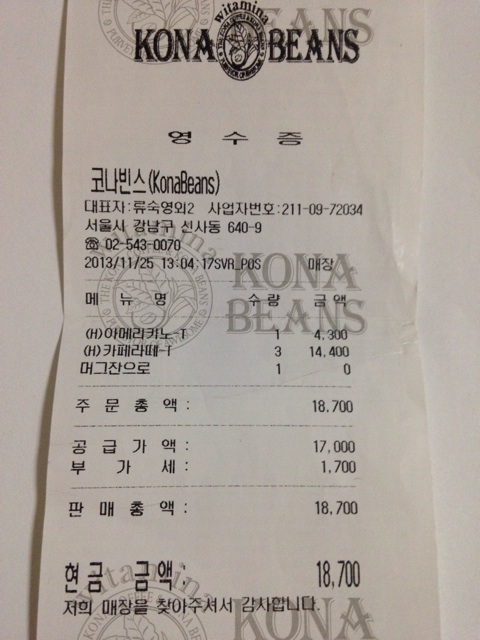 witamina
KONA BEANS
영 수 증
코나빈스(KonaBeans)
대표자:류숙영외2 사업자번호:211-09-72034
서울시 강남구 신사동 640-9
☎ 02-543-0070
2013/11/25 13:04:17SVR_POS 매장
메 뉴 명 수 량 금 액
(H)아메리카노-T 1 4,300
(H)카페라떼-T 3 14,400
머그잔으로 1 0
주 문 총 액 : 18,700
공 급 가 액 : 17,000
부 가 세 : 1,700
판 매 총 액 : 18,700
현 금 금 액 : 18,700
저희 매장을 찾아주셔서 감사합니다.
witamina
KONA
BEANS
witamina
KONA